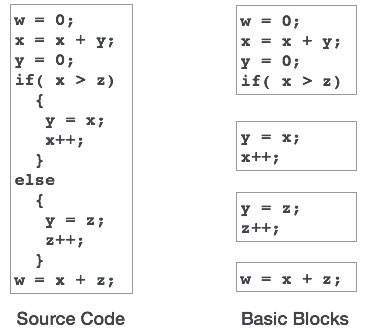 w = 0;
x = x + y;
y = 0;
if( x > z)
{
y = x;
x++;
}
else
{
y = z;
z++;
}
w = x + z;
Source Code
w = 0;
x = x + y;
y = 0;
if( x > z)
y = x;
x++;
y = z;
z++;
w = x + z;
Basic Blocks